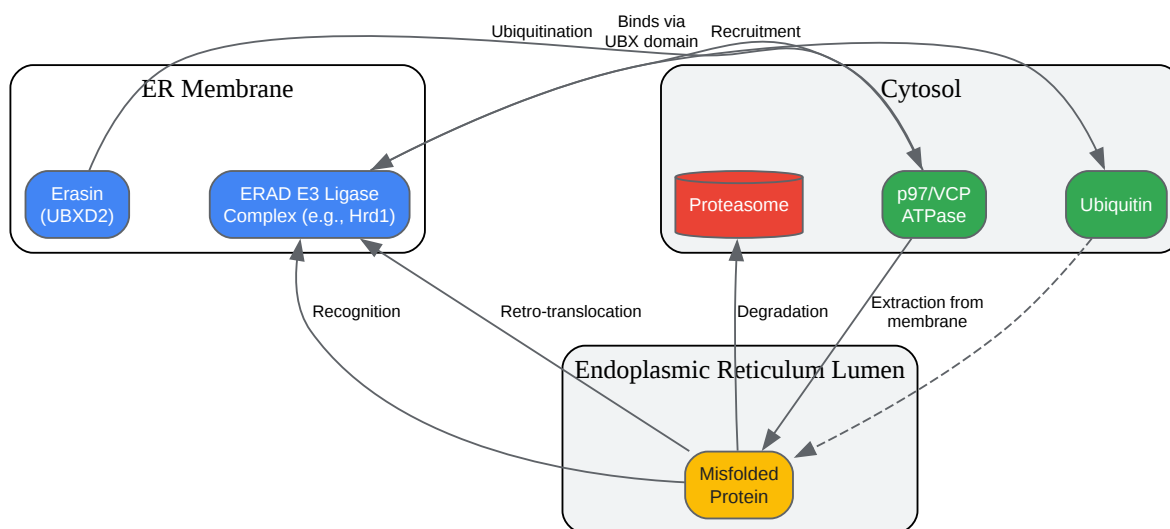 Ubiquitination
Binds via
UBX domain
Recruitment
ER Membrane
Cytosol
Erasin
(UBXD2)
ERAD E3 Ligase
Complex (e.g., Hrd1)
Proteasome
p97/VCP
ATPase
Ubiquitin
Recognition
Retro-translocation
Degradation
Extraction from
membrane
Endoplasmic Reticulum Lumen
Misfolded
Protein